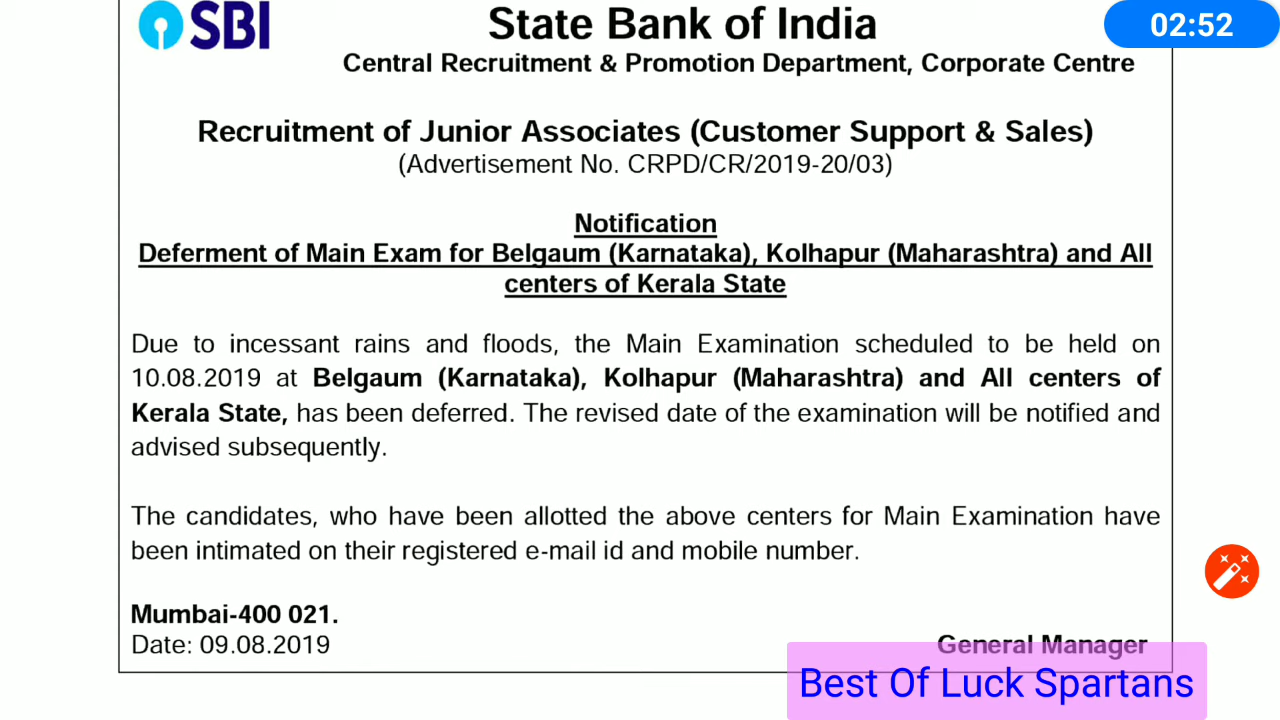 SBI
State Bank of India
02:52
Central Recruitment & Promotion Department, Corporate Centre
Recruitment of Junior Associates (Customer Support & Sales)
(Advertisement No. CRPD/CR/2019-20/03)
Notification
Deferment of Main Exam for Belgaum (Karnataka), Kolhapur (Maharashtra) and All
centers of Kerala State
Due to incessant rains and floods, the Main Examination scheduled to be held on
10.08.2019 at Belgaum (Karnataka), Kolhapur (Maharashtra) and All centers of
Kerala State, has been deferred. The revised date of the examination will be notified and
advised subsequently.
The candidates, who have been allotted the above centers for Main Examination have
been intimated on their registered e-mail id and mobile number.
Mumbai-400 021.
Date: 09.08.2019
General Manager
Best Of Luck Spartans